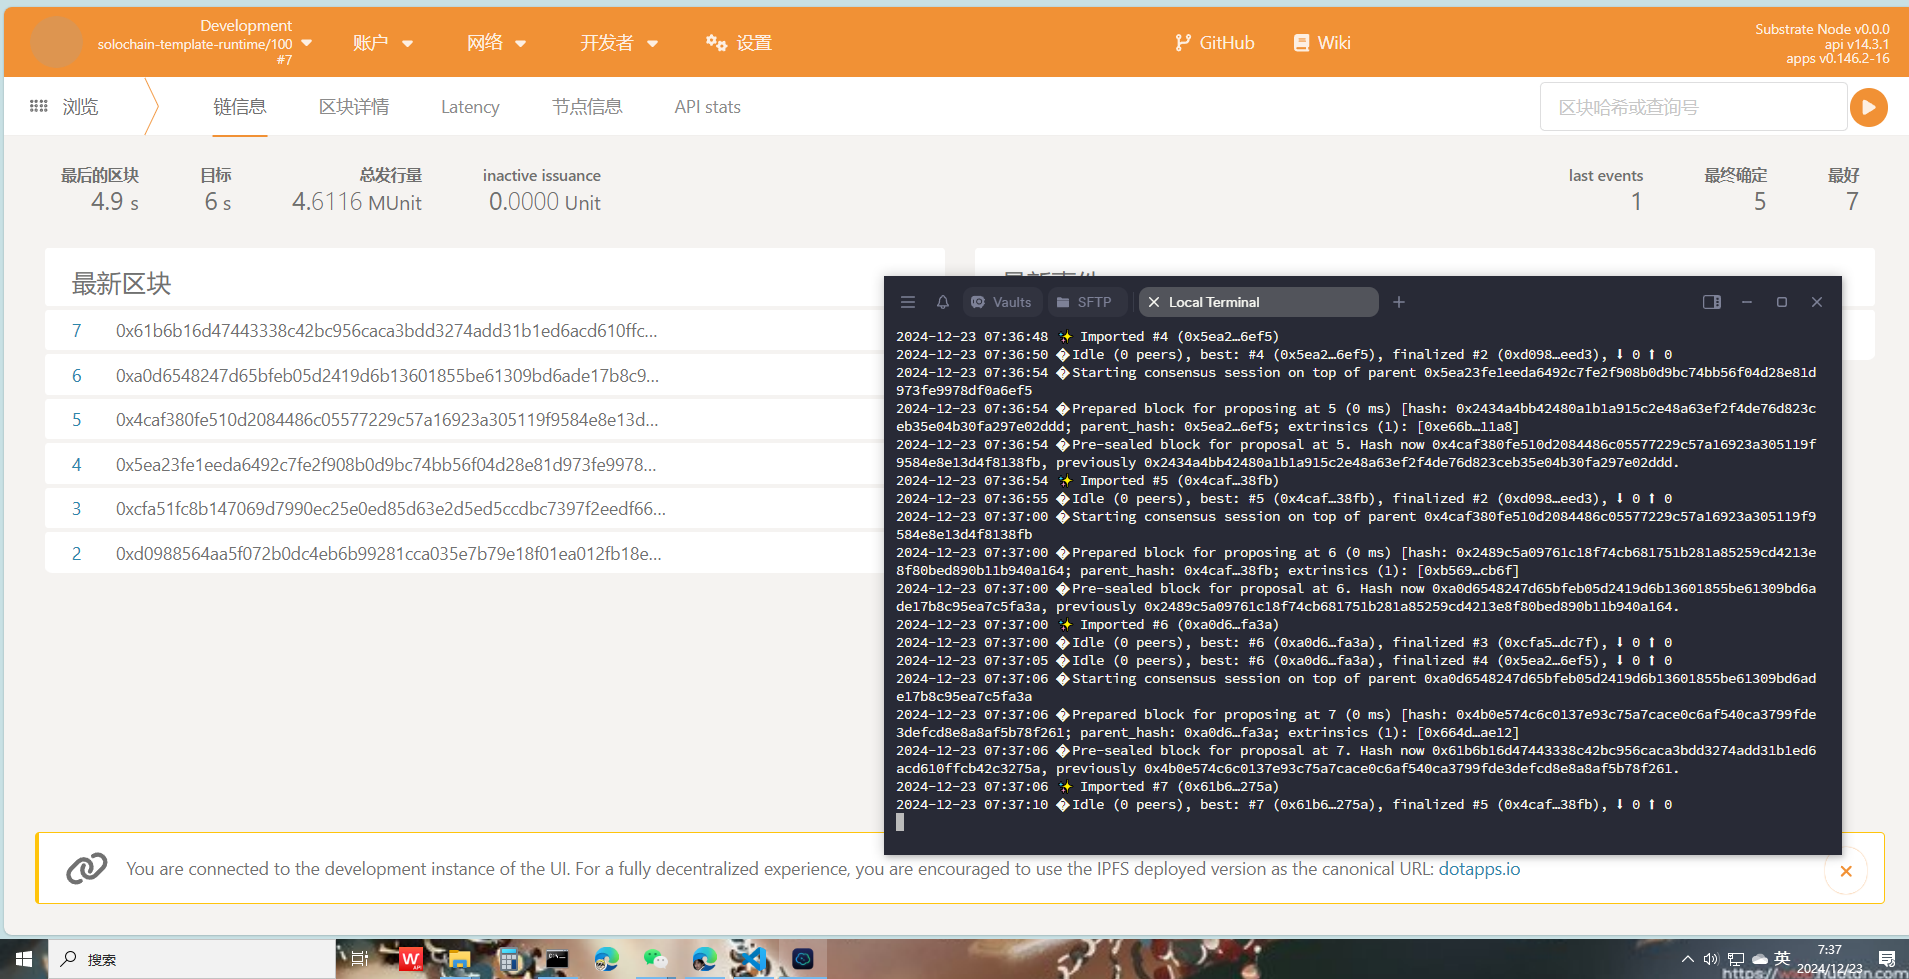 Development
solochain-template-runtime/100
#7
账户
网络
开发者
设置
GitHub
Wiki
Substrate Node v0.0.0
api v14.3.1
apps v0.146.2-16
浏览
链信息
区块详情
Latency
节点信息
API stats
区块哈希或查询号
最后的区块
4.9 s
目标
6 s
总发行量
4.6116 MUnit
inactive issuance
0.0000 Unit
last events
1
最终确定
5
最好
7
最新区块
7 0x61b6b16d47443338c42bc956caca3bdd3274add31b1ed6acd610ffc...
6 0xa0d6548247d65bfeb05d2419d6b13601855be61309bd6ade17b8c9...
5 0x4caf380fe510d2084486c05577229c57a16923a305119f9584e8e13d...
4 0x5ea23fe1eeda6492c7fe2f908b0d9bc74bb56f04d28e81d973fe9978...
3 0xcfa51fc8b147069d7990ec25e0ed85d63e2d5ed5ccdbc7397f2eedf66...
2 0xd0988564aa5f072b0dc4eb6b99281cca035e7b79e18f01ea012fb18e...
最新事件
Vaults
SFTP
Local Terminal
2024-12-23 07:36:48 ✨ Imported #4 (0x5ea2…6ef5)
2024-12-23 07:36:50 �Idle (0 peers), best: #4 (0x5ea2…6ef5), finalized #2 (0xd098…eed3), ⬇ 0 ⬆ 0
2024-12-23 07:36:54 �Starting consensus session on top of parent 0x5ea23fe1eeda6492c7fe2f908b0d9bc74bb56f04d28e81d
973fe9978df0a6ef5
2024-12-23 07:36:54 �Prepared block for proposing at 5 (0 ms) [hash: 0x2434a4bb42480a1b1a915c2e48a63ef2f4de76d823c
eb35e04b30fa297e02ddd; parent_hash: 0x5ea2…6ef5; extrinsics (1): [0xe66b…11a8]
2024-12-23 07:36:54 �Pre-sealed block for proposal at 5. Hash now 0x4caf380fe510d2084486c05577229c57a16923a305119f
9584e8e13d4f8138fb, previously 0x2434a4bb42480a1b1a915c2e48a63ef2f4de76d823ceb35e04b30fa297e02ddd.
2024-12-23 07:36:54 ✨ Imported #5 (0x4caf…38fb)
2024-12-23 07:36:55 �Idle (0 peers), best: #5 (0x4caf…38fb), finalized #2 (0xd098…eed3), ⬇ 0 ⬆ 0
2024-12-23 07:37:00 �Starting consensus session on top of parent 0x4caf380fe510d2084486c05577229c57a16923a305119f9
584e8e13d4f8138fb
2024-12-23 07:37:00 �Prepared block for proposing at 6 (0 ms) [hash: 0x2489c5a09761c18f74cb681751b281a85259cd4213e
8f80bed890b11b940a164; parent_hash: 0x4caf…38fb; extrinsics (1): [0xb569…cb6f]
2024-12-23 07:37:00 �Pre-sealed block for proposal at 6. Hash now 0xa0d6548247d65bfeb05d2419d6b13601855be61309bd6a
de17b8c95ea7c5fa3a, previously 0x2489c5a09761c18f74cb681751b281a85259cd4213e8f80bed890b11b940a164.
2024-12-23 07:37:00 ✨ Imported #6 (0xa0d6…fa3a)
2024-12-23 07:37:00 �Idle (0 peers), best: #6 (0xa0d6…fa3a), finalized #3 (0xcfa5…dc7f), ⬇ 0 ⬆ 0
2024-12-23 07:37:05 �Idle (0 peers), best: #6 (0xa0d6…fa3a), finalized #4 (0x5ea2…6ef5), ⬇ 0 ⬆ 0
2024-12-23 07:37:06 �Starting consensus session on top of parent 0xa0d6548247d65bfeb05d2419d6b13601855be61309bd6ad
e17b8c95ea7c5fa3a
2024-12-23 07:37:06 �Prepared block for proposing at 7 (0 ms) [hash: 0x4b0e574c6c0137e93c75a7cace0c6af540ca3799fde
3defcd8e8a8af5b78f261; parent_hash: 0xa0d6…fa3a; extrinsics (1): [0x664d…ae12]
2024-12-23 07:37:06 �Pre-sealed block for proposal at 7. Hash now 0x61b6b16d47443338c42bc956caca3bdd3274add31b1ed6
acd610ffcb42c3275a, previously 0x4b0e574c6c0137e93c75a7cace0c6af540ca3799fde3defcd8e8a8af5b78f261.
2024-12-23 07:37:06 ✨ Imported #7 (0x61b6…275a)
2024-12-23 07:37:10 �Idle (0 peers), best: #7 (0x61b6…275a), finalized #5 (0x4caf…38fb), ⬇ 0 ⬆ 0
You are connected to the development instance of the UI. For a fully decentralized experience, you are encouraged to use the IPFS deployed version as the canonical URL: dotapps.io
搜索
英
7:37
2024/12/23